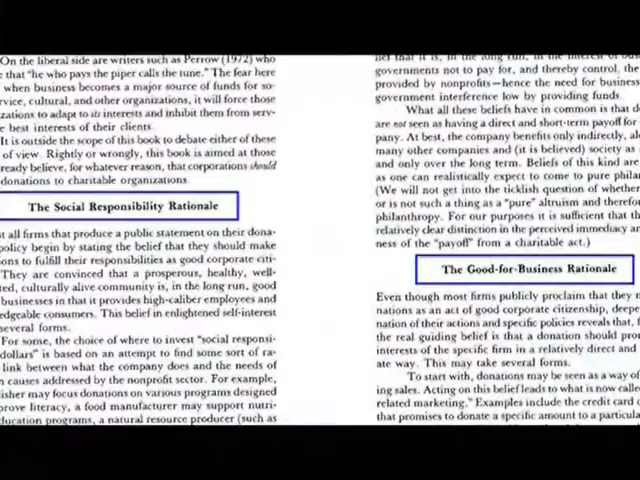 On the liberal side are writers such as Perrow (1972) who
that "he who pays the piper calls the tune." The fear here
when business becomes a major source of funds for so-
vice, cultural, and other organizations, it will force those
zations to adapt to its interests and inhibit them from serv-
e best interests of their clients.
It is outside the scope of this book to debate either of these
of view. Rightly or wrongly, this book is aimed at those
ready believe, for whatever reason, that corporations should
donations to charitable organizations.
The Social Responsibility Rationale
st all firms that produce a public statement on their dona-
policy begin by stating the belief that they should make
ons to fulfill their responsibilities as good corporate citi-
They are convinced that a prosperous, healthy, well-
ted, culturally alive community is, in the long run, good
businesses in that it provides high-caliber employees and
edgeable consumers. This belief in enlightened self-interest
several forms.
For some, the choice of where to invest "social responsi-
dollars" is based on an attempt to find some sort of ra-
link between what the company does and the needs of
causes addressed by the nonprofit sector. For example,
isher may focus donations on various programs designed
prove literacy, a food manufacturer may support nutri-
ducation programs, a natural resource producer (such as
governments not to pay for, and thereby control, the
provided by nonprofits—hence the need for business
government interference low by providing funds.
What all these beliefs have in common is that d
are not seen as having a direct and short-term payoff for
pany. At best, the company benefits only indirectly, al
many other companies and (it is believed) society as
and only over the long term. Beliefs of this kind are
as one can realistically expect to come to pure phila
(We will not get into the ticklish question of whether
or is not such a thing as a "pure" altruism and therefor
philanthropy. For our purposes it is sufficient that th
relatively clear distinction in the perceived immediacy an
ness of the "payoff" from a charitable act.)
The Good-for-Business Rationale
Even though most firms publicly proclaim that they m
nations as an act of good corporate citizenship, deepe
nation of their actions and specific policies reveals that, f
the real guiding belief is that a donation should pro
interests of the specific firm in a relatively direct and
ate way. This may take several forms.
To start with, donations may be seen as a way of
ing sales. Acting on this belief leads to what is now calle
related marketing." Examples include the credit card c
that promises to donate a specific amount to a particula